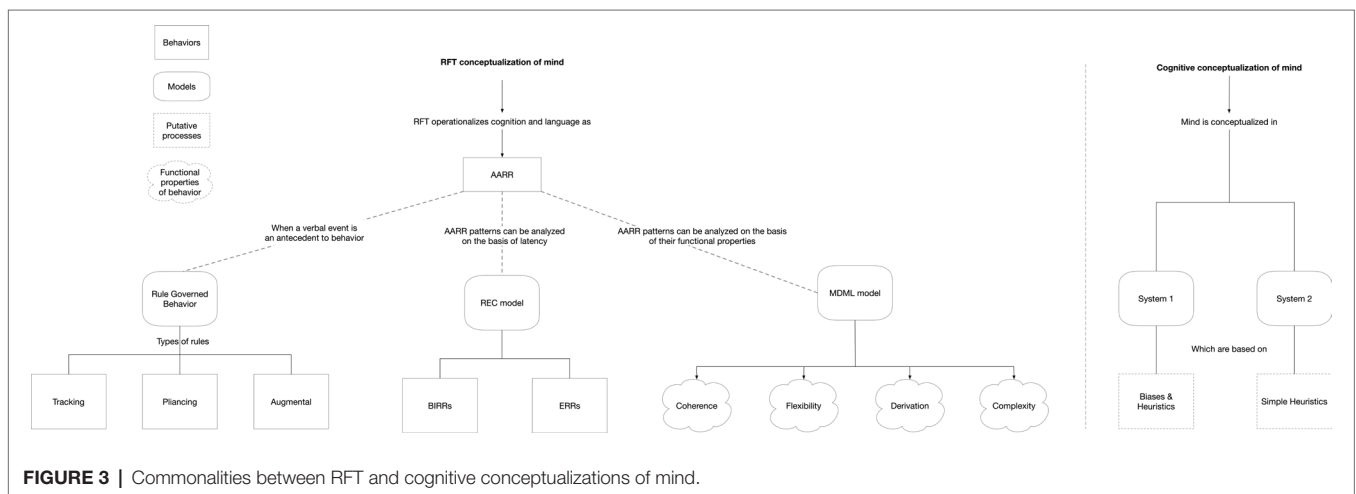 Behaviors
Models
Putative
processes
Functional
properties
of behavior
RFT conceptualization of mind
RFT operationalizes cognition and language as
AARR
When a verbal event is
an antecedent to behavior
AARR patterns can be analyzed
on the basis of latency
AARR patterns can be analyzed on the basis
of their functional properties
Rule Governed
Behavior
REC model
MDML model
Types of rules
Tracking
Pliancing
Augmental
BIRRs
ERRs
Coherence
Flexibility
Derivation
Complexity
Cognitive conceptualization of mind
Mind is conceptualized in
System 1
System 2
Which are based on
Biases &
Heuristics
Simple Heuristics
FIGURE 3 | Commonalities between RFT and cognitive conceptualizations of mind.